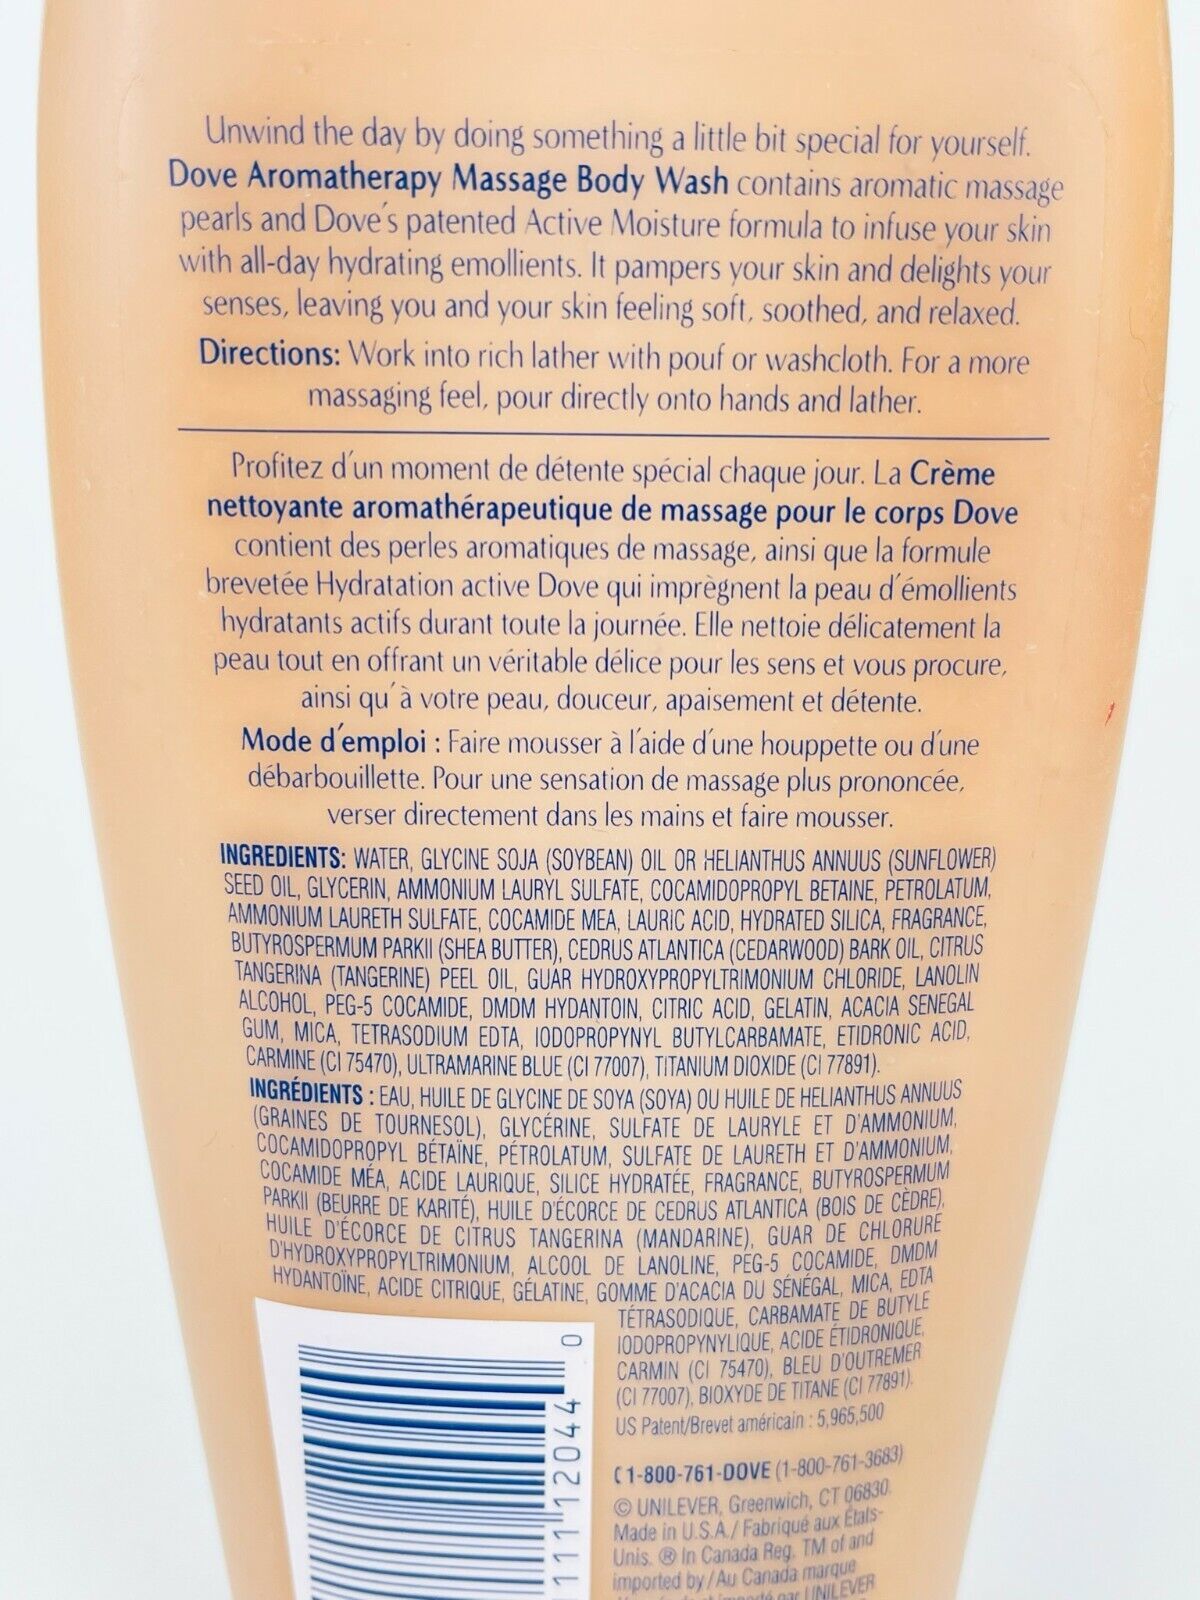 Unwind the day by doing something a little bit special for yourself.
Dove Aromatherapy Massage Body Wash contains aromatic massage
pearls and Dove's patented Active Moisture formula to infuse your skin
with all-day hydrating emollients. It pampers your skin and delights your
senses, leaving you and your skin feeling soft, soothed, and relaxed.
Directions: Work into rich lather with pouf or washcloth. For a more
massaging feel, pour directly onto hands and lather.
Profitez d'un moment de détente spécial chaque jour. La Crème
nettoyante aromathérapeutique de massage pour le corps Dove
contient des perles aromatiques de massage, ainsi que la formule
brevetée Hydratation active Dove qui imprègnent la peau d'émollients
hydratants actifs durant toute la journée. Elle nettoie délicatement la
peau tout en offrant un véritable délice pour les sens et vous procure,
ainsi qu'à votre peau, douceur, apaisement et détente.
Mode d'emploi : Faire mousser à l'aide d'une houppette ou d'une
débarbouillette. Pour une sensation de massage plus prononcée,
verser directement dans les mains et faire mousser.
INGREDIENTS: WATER, GLYCINE SOJA (SOYBEAN) OIL OR HELIANTHUS ANNUUS (SUNFLOWER)
SEED OIL, GLYCERIN, AMMONIUM LAURYL SULFATE, COCAMIDOPROPYL BETAINE, PETROLATUM,
AMMONIUM LAURETH SULFATE, COCAMIDE MEA, LAURIC ACID, HYDRATED SILICA, FRAGRANCE,
BUTYROSPERMUM PARKII (SHEA BUTTER), CEDRUS ATLANTICA (CEDARWOOD) BARK OIL, CITRUS
TANGERINA (TANGERINE) PEEL OIL, GUAR HYDROXYPROPYLTRIMONIUM CHLORIDE, LANOLIN
ALCOHOL, PEG-5 COCAMIDE, DMDM HYDANTOIN, CITRIC ACID, GELATIN, ACACIA SENEGAL
GUM, MICA, TETRASODIUM EDTA, IODOPROPYNYL BUTYLCARBAMATE, ETIDRONIC ACID,
CARMINE (CI 75470), ULTRAMARINE BLUE (CI 77007), TITANIUM DIOXIDE (CI 77891).
INGRÉDIENTS : EAU, HUILE DE GLYCINE DE SOYA (SOYA) OU HUILE DE HELIANTHUS ANNUUS
(GRAINES DE TOURNESOL), GLYCÉRINE, SULFATE DE LAURYLE ET D'AMMONIUM,
COCAMIDOPROPYL BÉTAÏNE, PÉTROLATUM, SULFATE DE LAURETH ET D'AMMONIUM,
COCAMIDE MÉA, ACIDE LAURIQUE, SILICE HYDRATÉE, FRAGRANCE, BUTYROSPERMUM
PARKII (BEURRE DE KARITÉ), HUILE D'ÉCORCE DE CEDRUS ATLANTICA (BOIS DE CÈDRE),
HUILE D'ÉCORCE DE CITRUS TANGERINA (MANDARINE), GUAR DE CHLORURE
D'HYDROXYPROPYLTRIMONIUM, ALCOOL DE LANOLINE, PEG-5 COCAMIDE, DMDM
HYDANTOÏNE, ACIDE CITRIQUE, GÉLATINE, GOMME D'ACACIA DU SÉNÉGAL, MICA, EDTA
TÉTRASODIQUE, CARBAMATE DE BUTYLE
IODOPROPYNYLIQUE, ACIDE ÉTIDRONIQUE,
CARMIN (CI 75470), BLEU D'OUTREMER
(CI 77007), BIOXYDE DE TITANE (CI 77891).
US Patent/Brevet américain : 5,965,500
1-800-761-DOVE (1-800-761-3683)
© UNILEVER, Greenwich, CT 06830.
Made in U.S.A./ Fabriqué aux États-
Unis. ® In Canada Reg. TM of and
imported by/Au Canada marque
par UNILEVER
111 12044 0